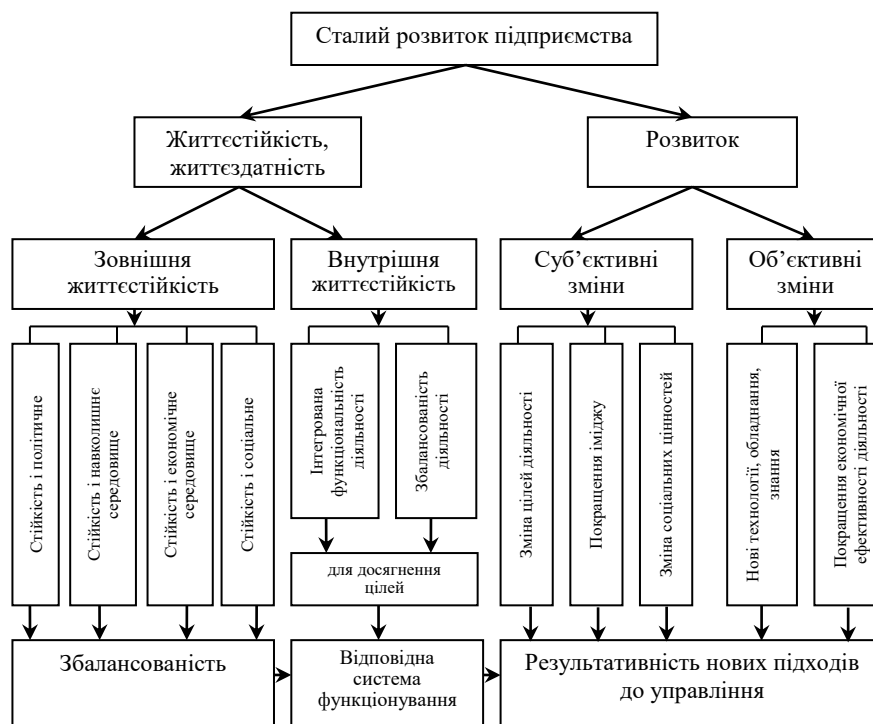 Сталий розвиток підприємства
Життєстійкість,
життєздатність
Розвиток
Зовнішня
життєстійкість
Внутрішня
життєстійкість
Суб’єктивні
зміни
Об’єктивні
зміни
Стійкість і політичне
Стійкість і навколишнє
середовище
Стійкість і економічне
середовище
Стійкість і соціальне
Інтегрована
функціональність
діяльності
Збалансованість
діяльності
Зміна цілей діяльності
Покращення іміджу
Зміна соціальних цінностей
Нові технології, обладнання,
знання
Покращення економічної
ефективності діяльності
для досягнення
цілей
Збалансованість
Відповідна
система
функціонування
Результативність нових підходів
до управління